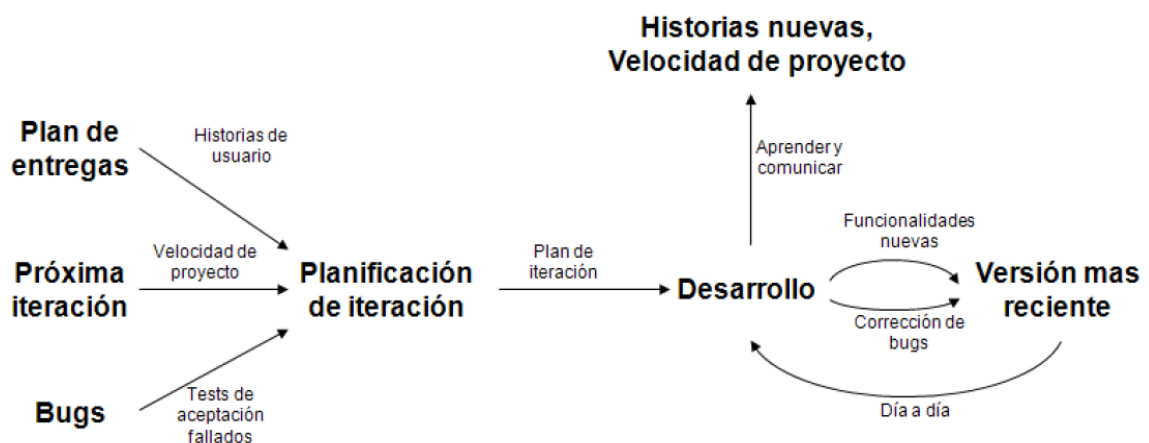 Historias nuevas,
Velocidad de proyecto
Plan de
entregas
Historias de
usuario
Aprender y
comunicar
Funcionalidades
nuevas
Próxima
iteración
Velocidad de
proyecto
Planificación
de iteración
Plan de
iteración
Desarrollo
Versión mas
reciente
Corrección de
bugs
Bugs
Tests de
aceptación
fallados
Día a día